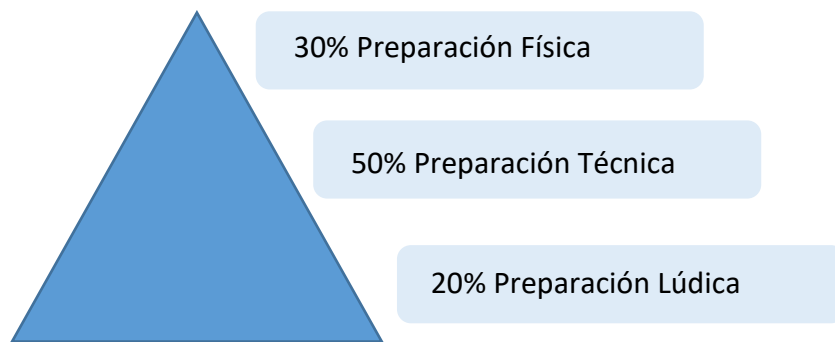 30% Preparación Física
50% Preparación Técnica
20% Preparación Lúdica